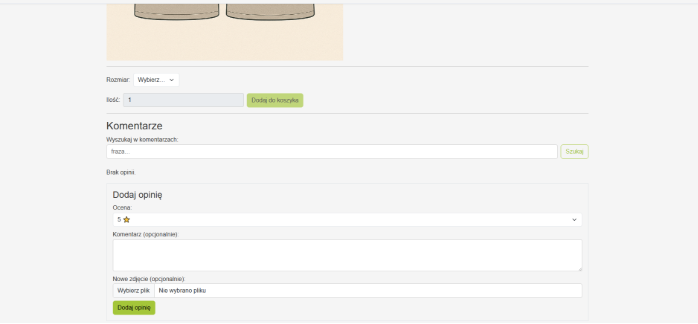 Rozmiar: Wybierz...
Ilość: 1 Dodaj do koszyka
Komentarze
Wyszukaj w komentarzach:
fraza... Szukaj
Brak opinii
Dodaj opinię
Ocena:
5 ⭐
Komentarz (opcjonalnie)
Nowe zdjęcie (opcjonalnie):
Wybierz plik Nie wybrano pliku
Dodaj opinię